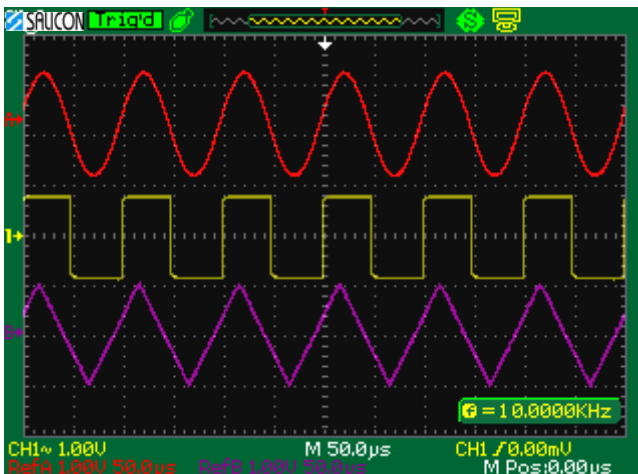 SAUCON Trig'd S
A
1
B
f = 10.0000KHz
CH1~ 1.00V M 50.0µs CH1 ƒ0.00mV
RefA 1.00V 50.0µs RefB 1.00V 50.0µs M Pos:0.00µs